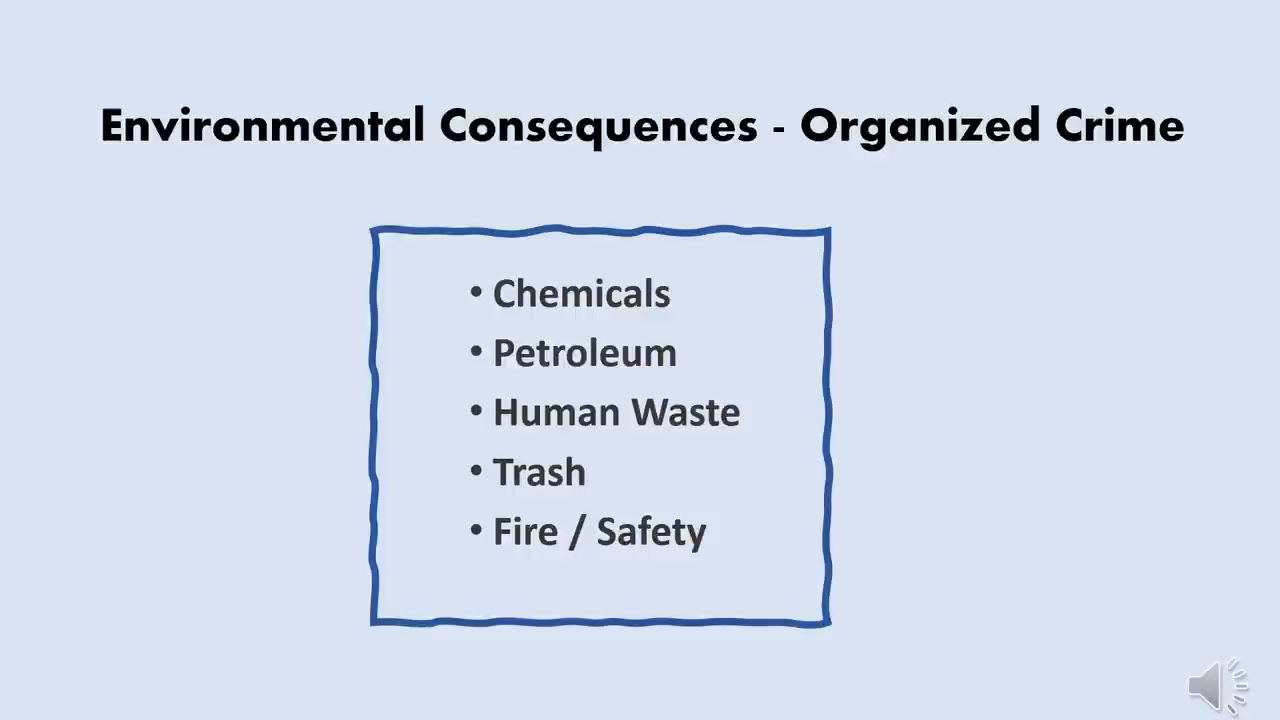 Environmental Consequences - Organized Crime
• Chemicals
• Petroleum
• Human Waste
• Trash
• Fire / Safety